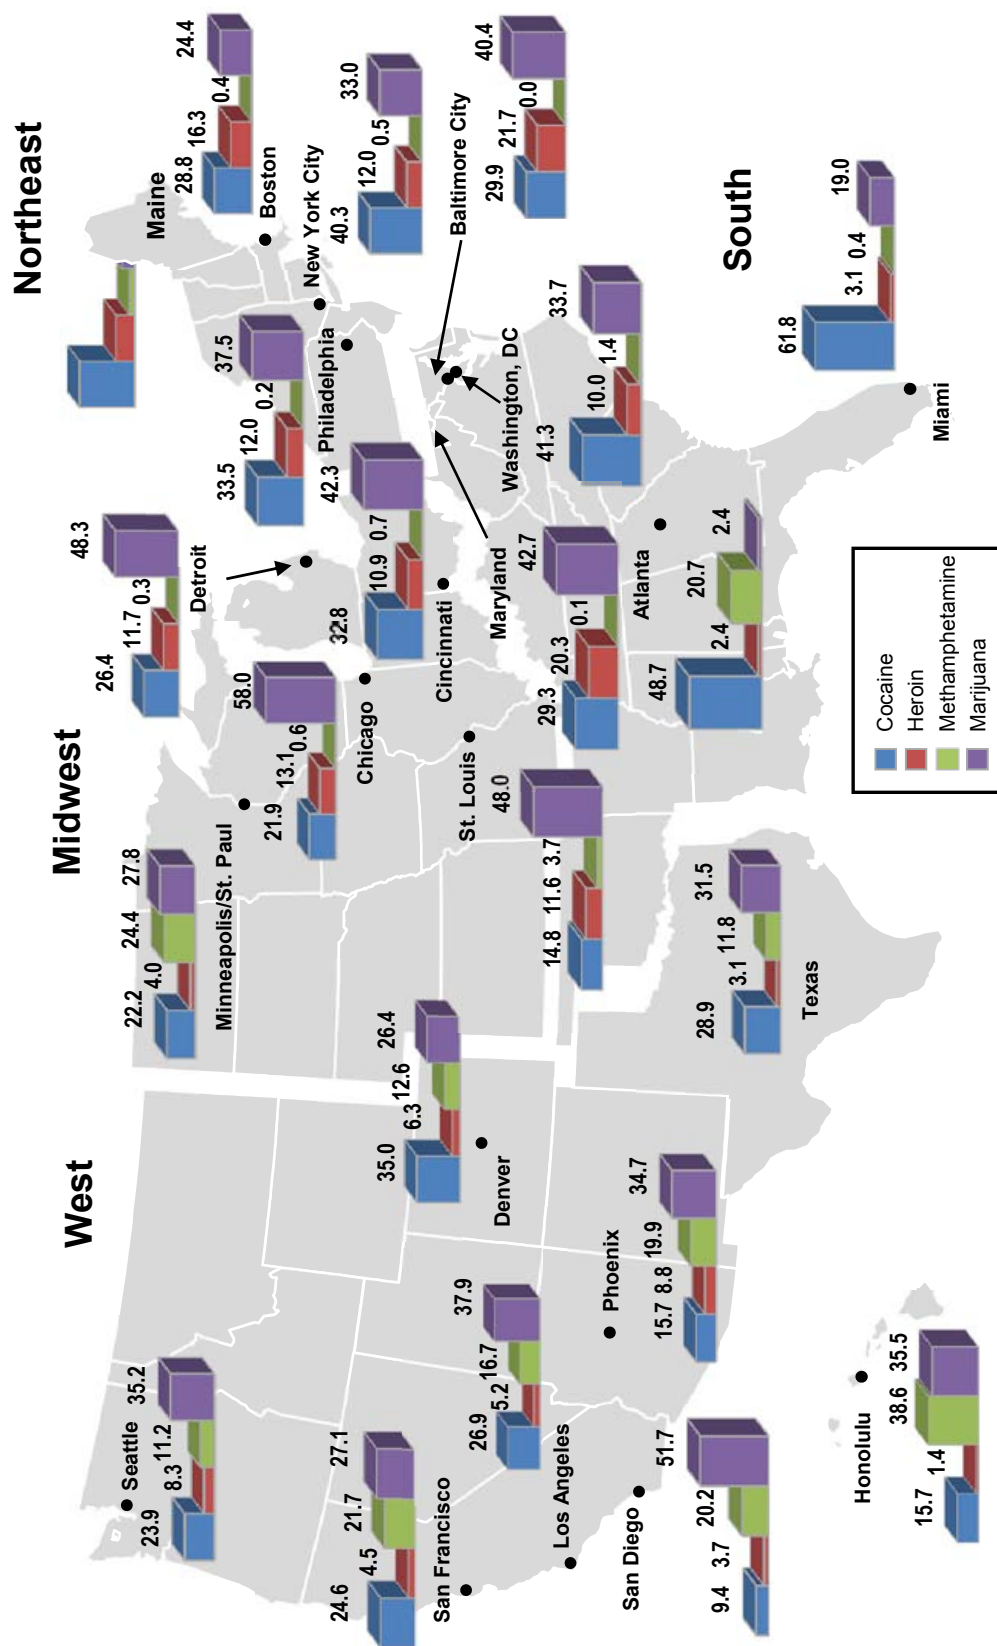 West
Midwest
Northeast
South
Seattle
23.9 8.3 11.2 35.2
San Francisco
24.6 4.5 21.7 27.1
Los Angeles
26.9 5.2 16.7 37.9
San Diego
9.4 3.7 20.2 51.7
Phoenix
15.7 8.8 19.9 34.7
Honolulu
15.7 1.4 38.6 35.5
Denver
35.0 6.3 12.6 26.4
Texas
28.9 3.1 11.8 31.5
Minneapolis/St. Paul
22.2 4.0 24.4 27.8
Chicago
21.9 13.1 0.6 58.0
St. Louis
14.8 11.6 3.7 48.0
Detroit
26.4 11.7 0.3 48.3
Cincinnati
32.8 10.9 0.7 42.3
Maryland
29.3 20.3 0.1 42.7
Atlanta
48.7 2.4 20.7 2.4
Philadelphia
33.5 12.0 0.2 37.5
Washington, DC
41.3 10.0 1.4 33.7
Maine
Boston
28.8 16.3 0.4 24.4
New York City
40.3 12.0 0.5 33.0
Baltimore City
29.9 21.7 0.0 40.4
Miami
61.8 3.1 0.4 19.0
Cocaine
Heroin
Methamphetamine
Marijuana